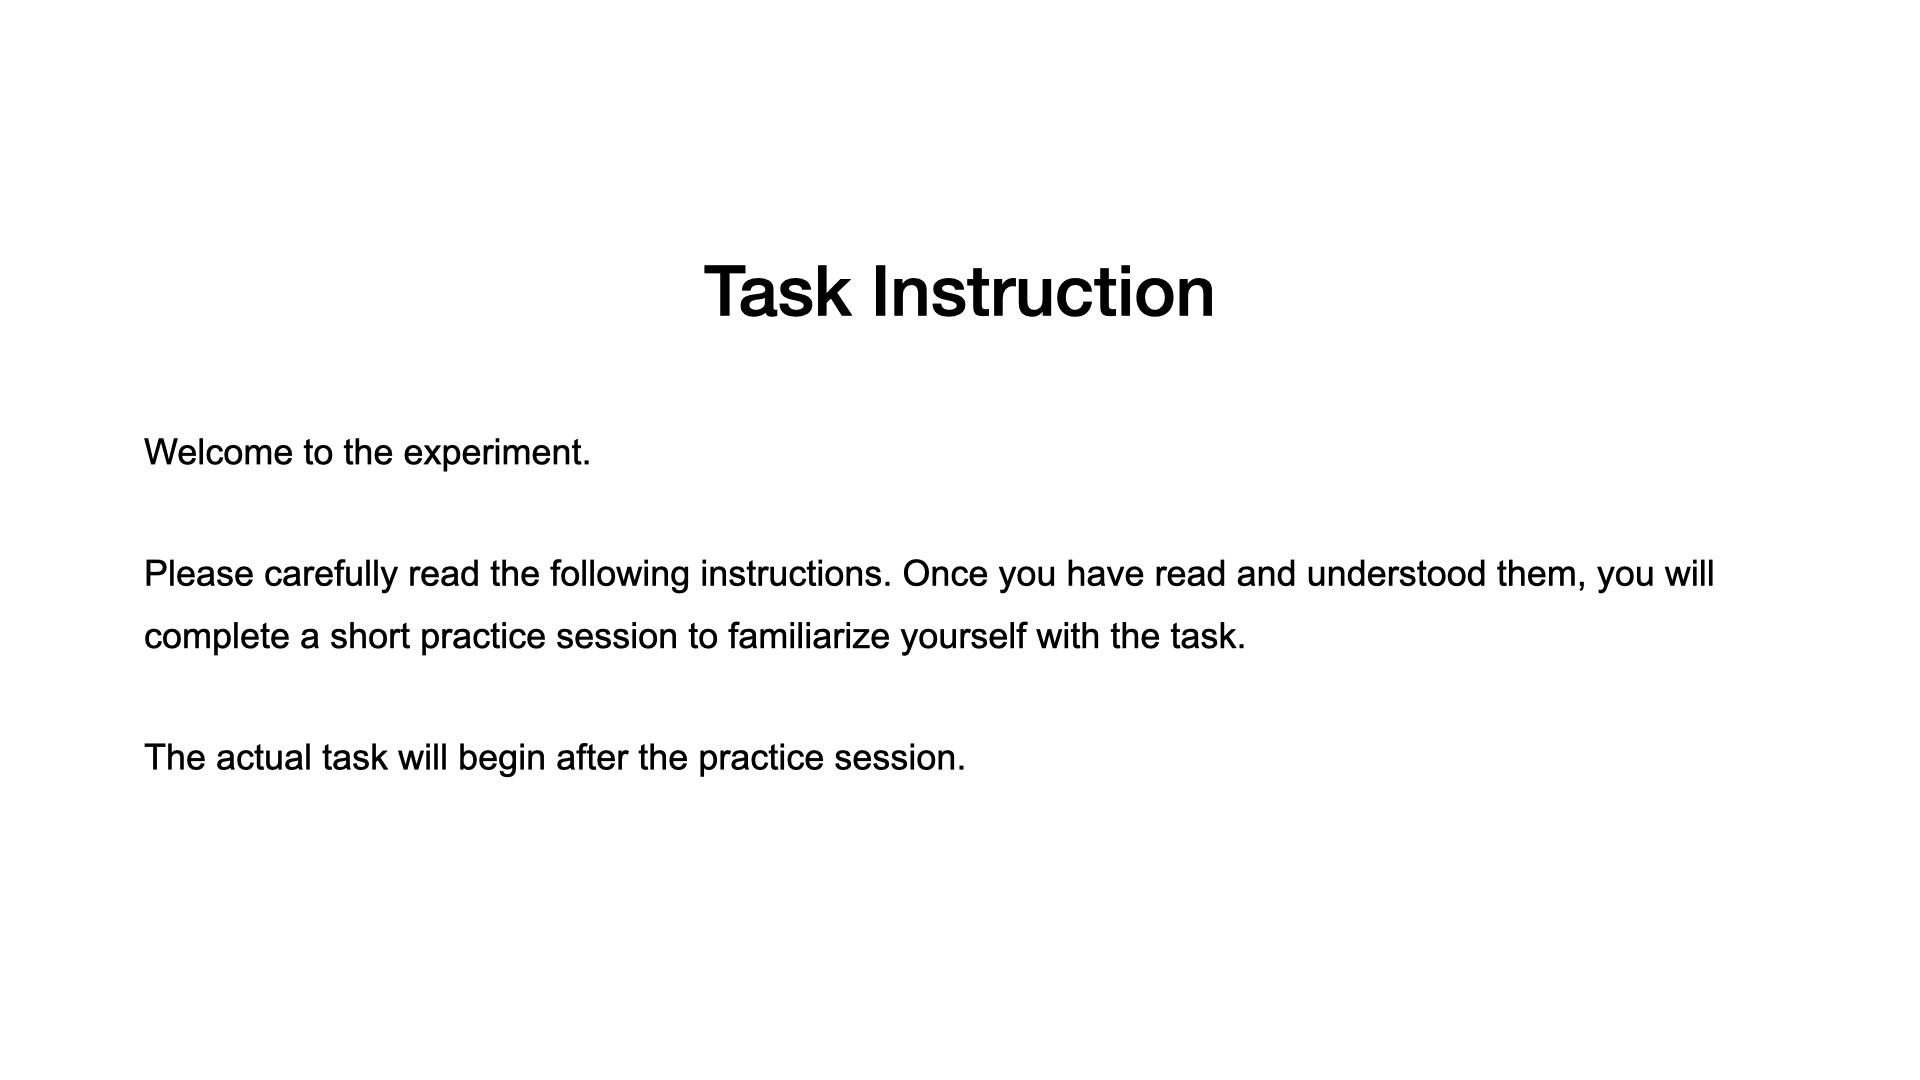 Task Instruction
Welcome to the experiment.
Please carefully read the following instructions. Once you have read and understood them, you will
complete a short practice session to familiarize yourself with the task.
The actual task will begin after the practice session.